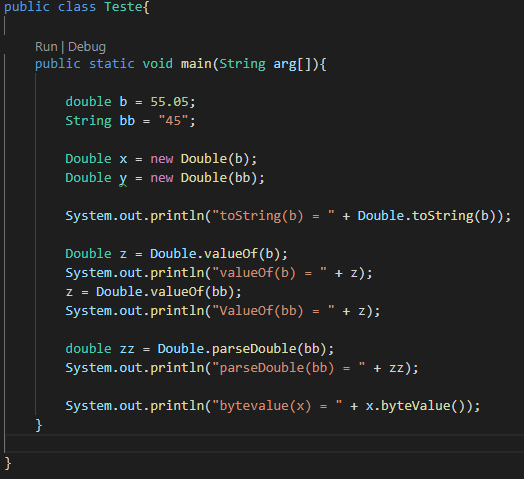 public class Teste{
Run | Debug
public static void main(String arg[]){
double b = 55.05;
String bb = "45";
Double x = new Double(b);
Double y = new Double(bb);
System.out.println("toString(b) = " + Double.toString(b));
Double z = Double.valueOf(b);
System.out.println("valueOf(b) = " + z);
z = Double.valueOf(bb);
System.out.println("ValueOf(bb) = " + z);
double zz = Double.parseDouble(bb);
System.out.println("parseDouble(bb) = " + zz);
System.out.println("bytevalue(x) = " + x.byteValue());
}
}